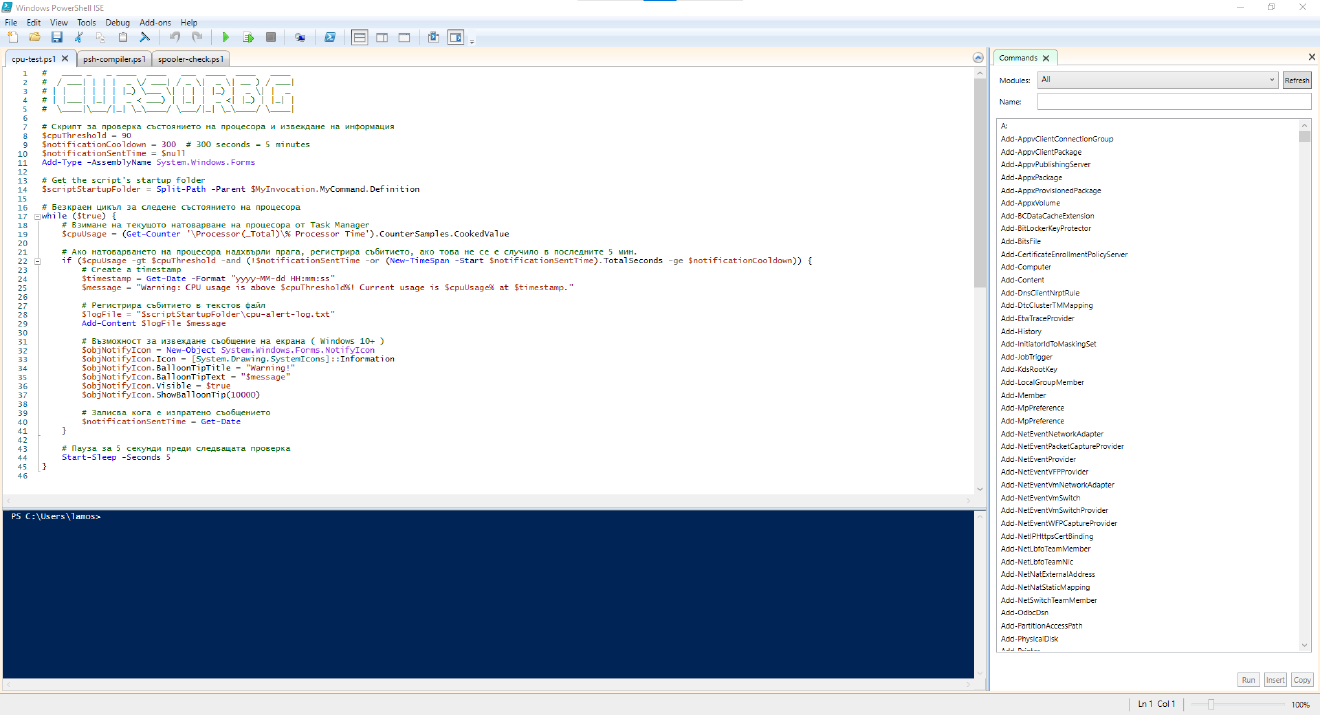 Windows PowerShell ISE
File Edit View Tools Debug Add-ons Help
cpu-test.ps1 psh-compiler.ps1 spooler-check.ps1
7 # Скрипт за проверка състоянието на процесора и извеждане на информация
8 $cpuThreshold = 90
9 $notificationCooldown = 300 # 300 seconds = 5 minutes
10 $notificationSentTime = $null
11 Add-Type -AssemblyName System.Windows.Forms
12
13 # Get the script's startup folder
14 $scriptStartupFolder = Split-Path -Parent $MyInvocation.MyCommand.Definition
15
16 # Безкраен цикъл за следене състоянието на процесора
17 while ($true) {
18 # Взимане на текушото натоварване на процесора от Task Manager
19 $cpuUsage = (Get-Counter '\Processor(_Total)\% Processor Time').CounterSamples.CookedValue
20
21 # Ако натоварването на процесора надхвърли прага, регистрира събитието, ако това не се е случило в последните 5 мин.
22 if ($cpuUsage -gt $cpuThreshold -and (!$notificationSentTime -or (New-TimeSpan -Start $notificationSentTime).TotalSeconds -ge $notificationCooldown)) {
23 # Create a timestamp
24 $timestamp = Get-Date -Format "yyyy-MM-dd HH:mm:ss"
25 $message = "Warning: CPU usage is above $cpuThreshold%! Current usage is $cpuUsage% at $timestamp."
26
27 # Регистрира събитието в текстов файл
28 $logFile = "$scriptStartupFolder\cpu-alert-log.txt"
29 Add-Content $logFile $message
30
31 # Възможност за извеждане съобщение на екрана ( Windows 10+ )
32 $objNotifyIcon = New-Object System.Windows.Forms.NotifyIcon
33 $objNotifyIcon.Icon = [System.Drawing.SystemIcons]::Information
34 $objNotifyIcon.BalloonTipTitle = "Warning!"
35 $objNotifyIcon.BalloonTipText = "$message"
36 $objNotifyIcon.Visible = $true
37 $objNotifyIcon.ShowBalloonTip(10000)
38
39 # Записва кога е изпратено съобщението
40 $notificationSentTime = Get-Date
41 }
42
43 # Пауза за 5 секунди преди следващата проверка
44 Start-Sleep -Seconds 5
45 }
46
PS C:\Users\lamos>
Commands
Modules: All Refresh
Name:
A:
Add-AppvClientConnectionGroup
Add-AppvClientPackage
Add-AppvPublishingServer
Add-AppxPackage
Add-AppxProvisionedPackage
Add-AppxVolume
Add-BCDataCacheExtension
Add-BitLockerKeyProtector
Add-BitsFile
Add-CertificateEnrollmentPolicyServer
Add-Computer
Add-Content
Add-DnsClientNrptRule
Add-DtcClusterTMMapping
Add-EtwTraceProvider
Add-History
Add-InitiatorIdToMaskingSet
Add-JobTrigger
Add-KdsRootKey
Add-LocalGroupMember
Add-Member
Add-MpPreference
Add-MpPreference
Add-NetEventNetworkAdapter
Add-NetEventPacketCaptureProvider
Add-NetEventProvider
Add-NetEventVFPProvider
Add-NetEventVmNetworkAdapter
Add-NetEventVmSwitch
Add-NetEventVmSwitchProvider
Add-NetEventWFPCaptureProvider
Add-NetIPHttpsCertBinding
Add-NetLbfoTeamMember
Add-NetLbfoTeamNic
Add-NetNatExternalAddress
Add-NetNatStaticMapping
Add-NetSwitchTeamMember
Add-OdbcDsn
Add-PartitionAccessPath
Add-PhysicalDisk
Add-Printer
Run Insert Copy
Ln 1 Col 1 100%